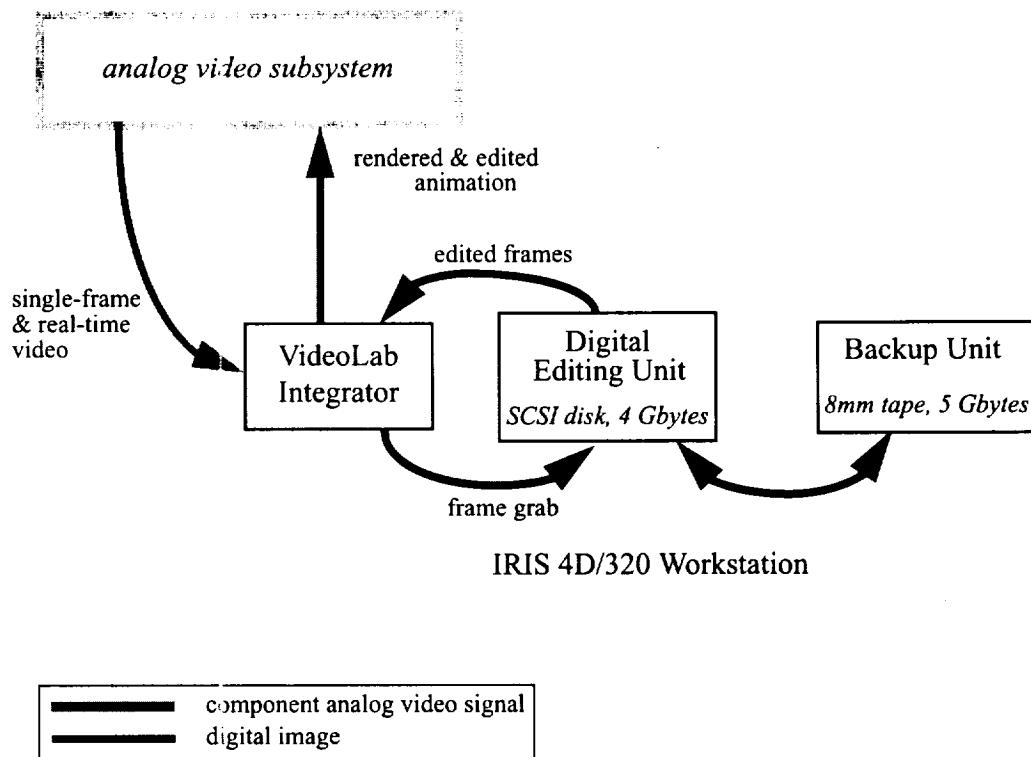 analog video subsystem
rendered & edited
animation
edited frames
single-frame
& real-time
video
VideoLab
Integrator
Digital
Editing Unit
SCSI disk, 4 Gbytes
Backup Unit
8mm tape, 5 Gbytes
frame grab
IRIS 4D/320 Workstation
component analog video signal
digital image